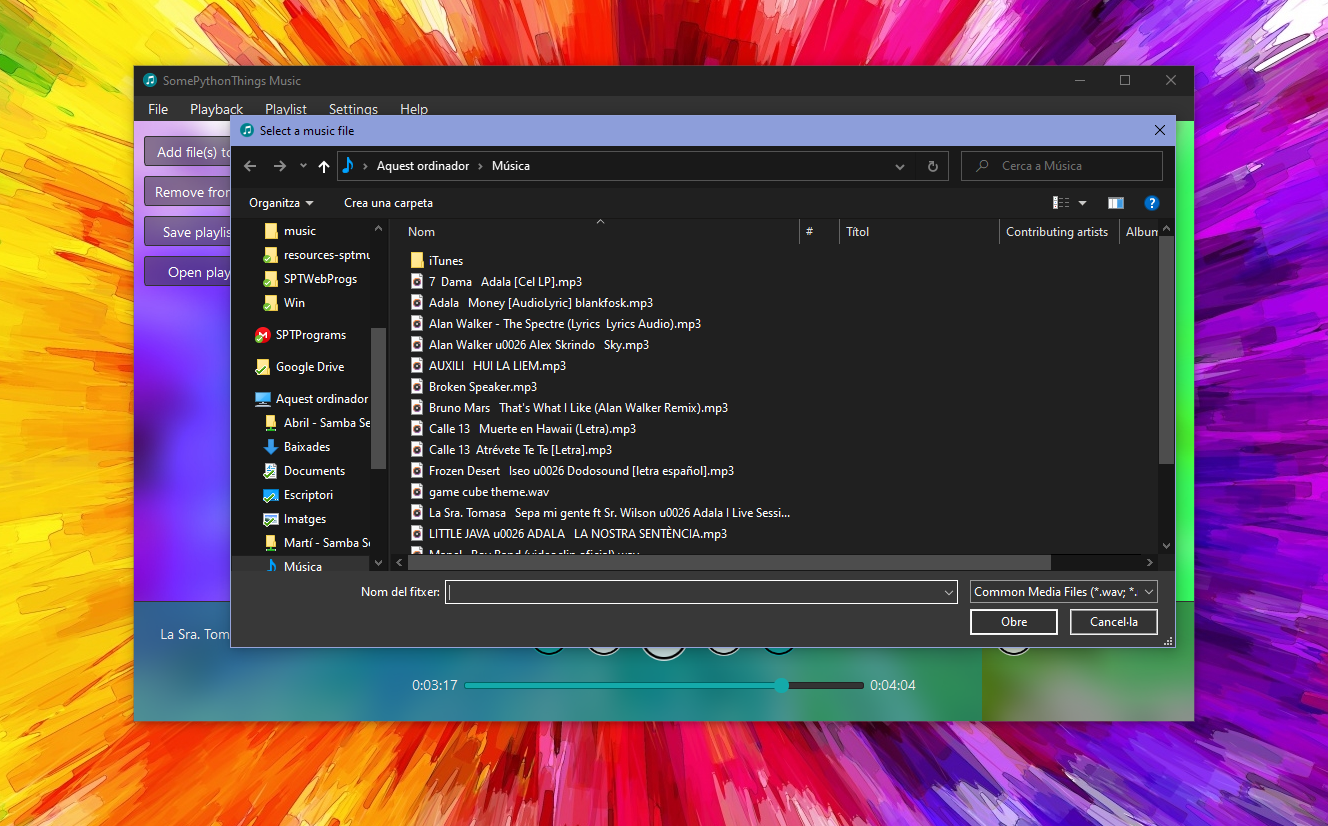 SomePythonThings Music
File Playback Playlist Settings Help
Select a music file
Add file(s) to
Remove from
Save playlis
Open play
Aquest ordinador Música
Cerca a Música
Organitza Crea una carpeta
music
resources-sptmu
SPTWebProgs
Win
SPTPrograms
Google Drive
Aquest ordinador
Abril - Samba Se
Baixades
Documents
Escriptori
Imatges
Martí - Samba Se
Música
Nom # Títol Contributing artists Album
iTunes
7 Dama Adala [Cel LP].mp3
Adala Money [AudioLyric] blankfosk.mp3
Alan Walker - The Spectre (Lyrics Lyrics Audio).mp3
Alan Walker u0026 Alex Skrindo Sky.mp3
AUXILI HUI LA LIEM.mp3
Broken Speaker.mp3
Bruno Mars That's What I Like (Alan Walker Remix).mp3
Calle 13 Muerte en Hawaii (Letra).mp3
Calle 13 Atrévete Te Te [Letra].mp3
Frozen Desert Iseo u0026 Dodosound [letra español].mp3
game cube theme.wav
La Sra. Tomasa Sepa mi gente ft Sr. Wilson u0026 Adala l Live Sessi...
LITTLE JAVA u0026 ADALA LA NOSTRA SENTÈNCIA.mp3
Nom del fitxer: Common Media Files (*.wav; *.
Obre Cancel·la
La Sra. Tom
0:03:17 0:04:04